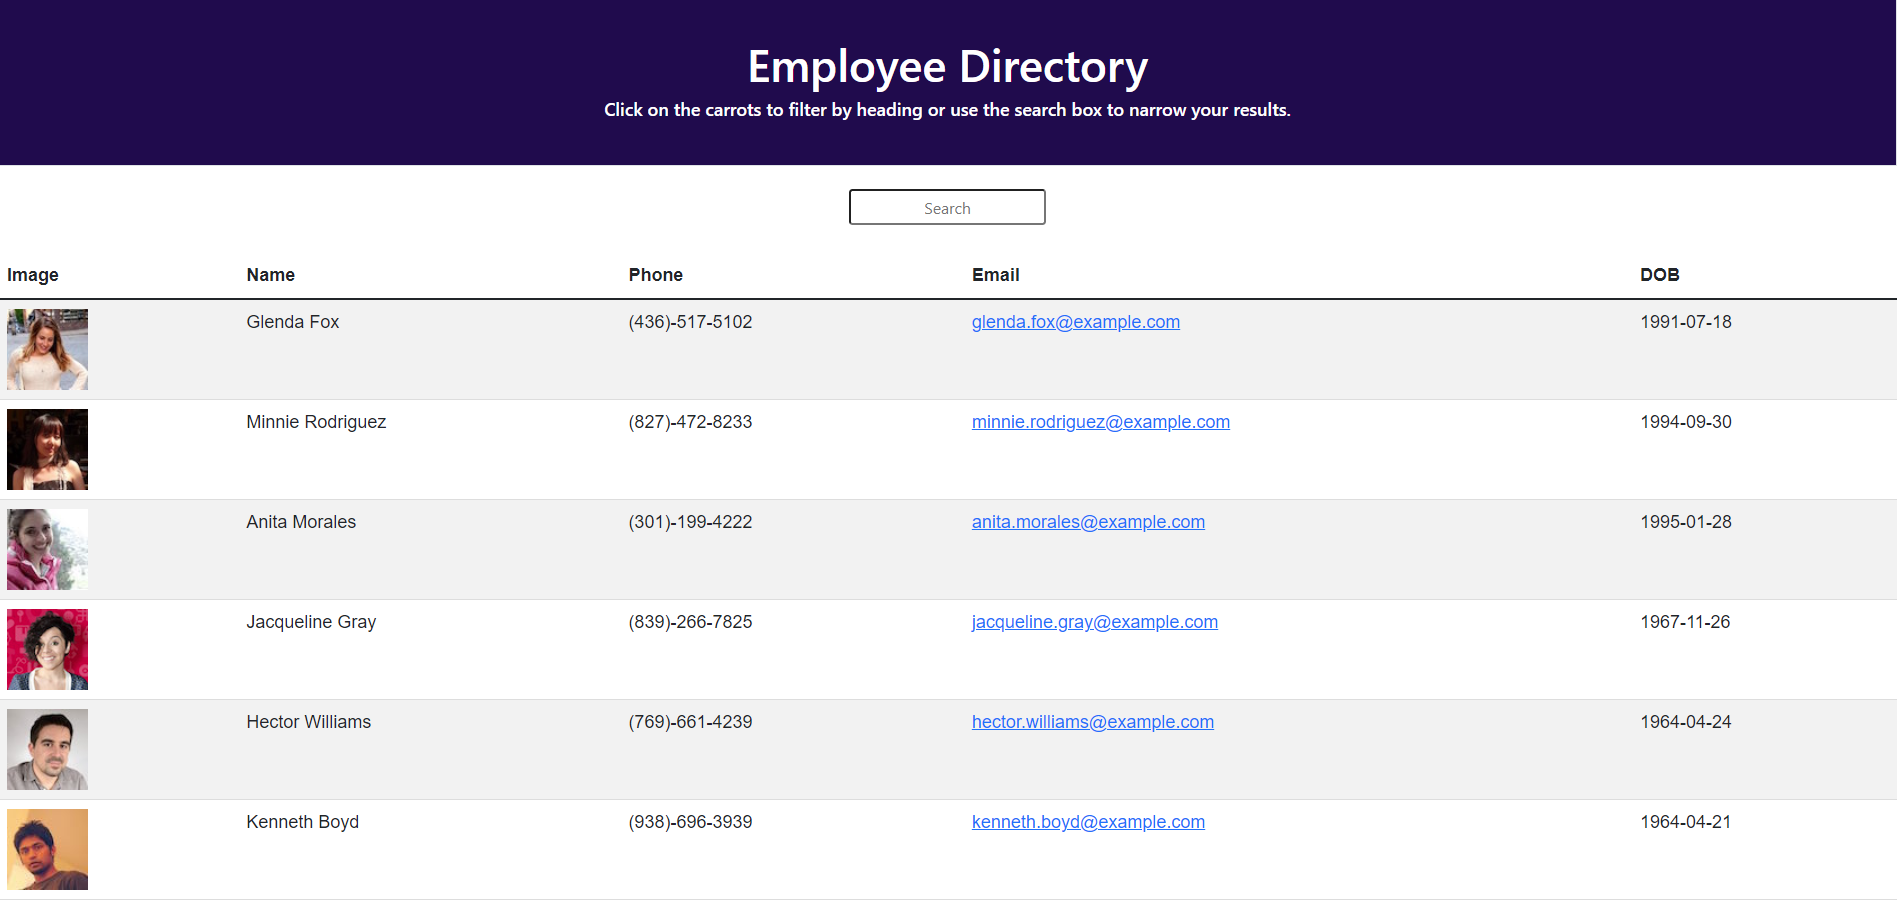 Employee Directory
Click on the carrots to filter by heading or use the search box to narrow your results.
Search
Image Name Phone Email DOB
Glenda Fox (436)-517-5102 glenda.fox@example.com 1991-07-18
Minnie Rodriguez (827)-472-8233 minnie.rodriguez@example.com 1994-09-30
Anita Morales (301)-199-4222 anita.morales@example.com 1995-01-28
Jacqueline Gray (839)-266-7825 jacqueline.gray@example.com 1967-11-26
Hector Williams (769)-661-4239 hector.williams@example.com 1964-04-24
Kenneth Boyd (938)-696-3939 kenneth.boyd@example.com 1964-04-21